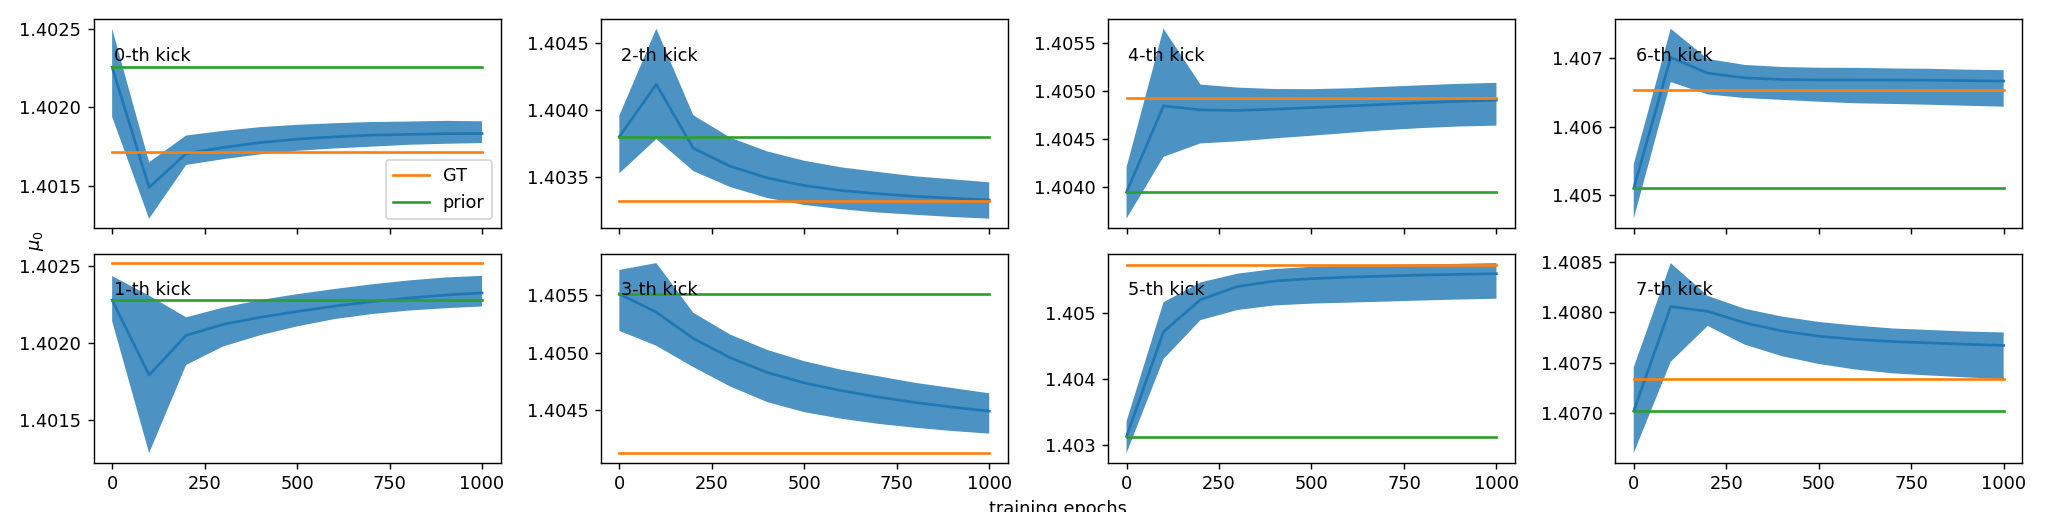 μ0
1.4025
1.4020
1.4015
0-th kick
GT
prior
1.4045
1.4040
1.4035
2-th kick
1.4055
1.4050
1.4045
1.4040
4-th kick
1.407
1.406
1.405
6-th kick
1.4025
1.4020
1.4015
1-th kick
0 250 500 750 1000
1.4055
1.4050
1.4045
3-th kick
0 250 500 750 1000
1.405
1.404
1.403
5-th kick
0 250 500 750 1000
1.4085
1.4080
1.4075
1.4070
7-th kick
0 250 500 750 1000
training epochs